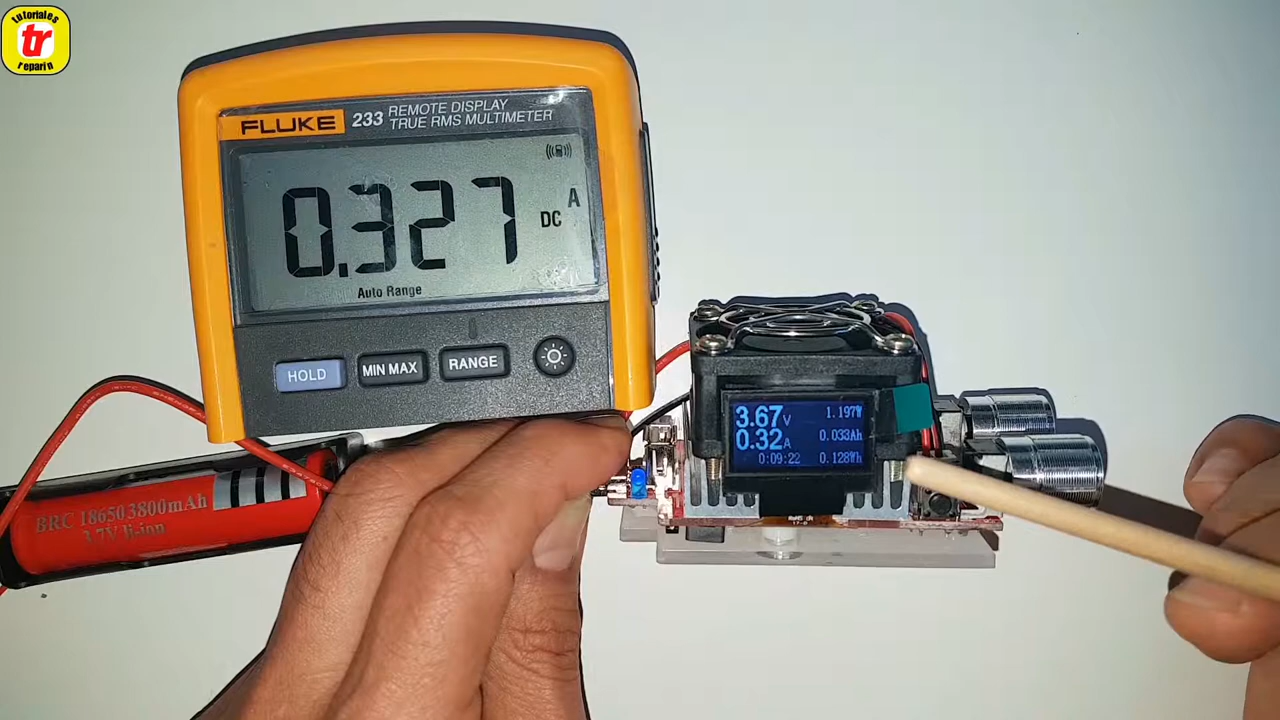 tutoriales
tr
reparin
FLUKE 233 REMOTE DISPLAY
TRUE RMS MULTIMETER
0.327
A
DC
Auto Range
HOLD
MIN MAX
RANGE
BRC 18650 3800mAh
3.7V li-ion
3.67V 1.197W
0.32A 0.033Ah
0:09:22 0.128Wh